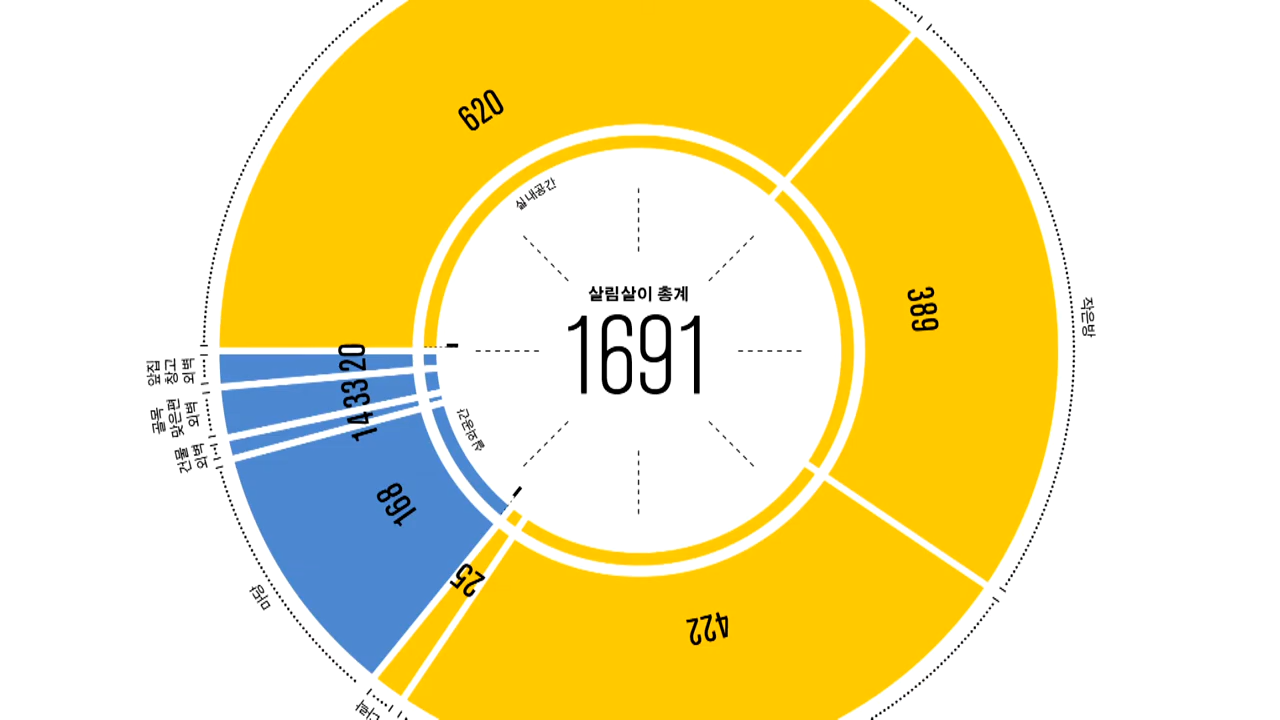 620
389
작은방
실내공간
살림살이 총계
1691
20
앞집
창고
외벽
33
골목
맞은편
외벽
14
건물
외벽
실외공간
168
마당
25
422